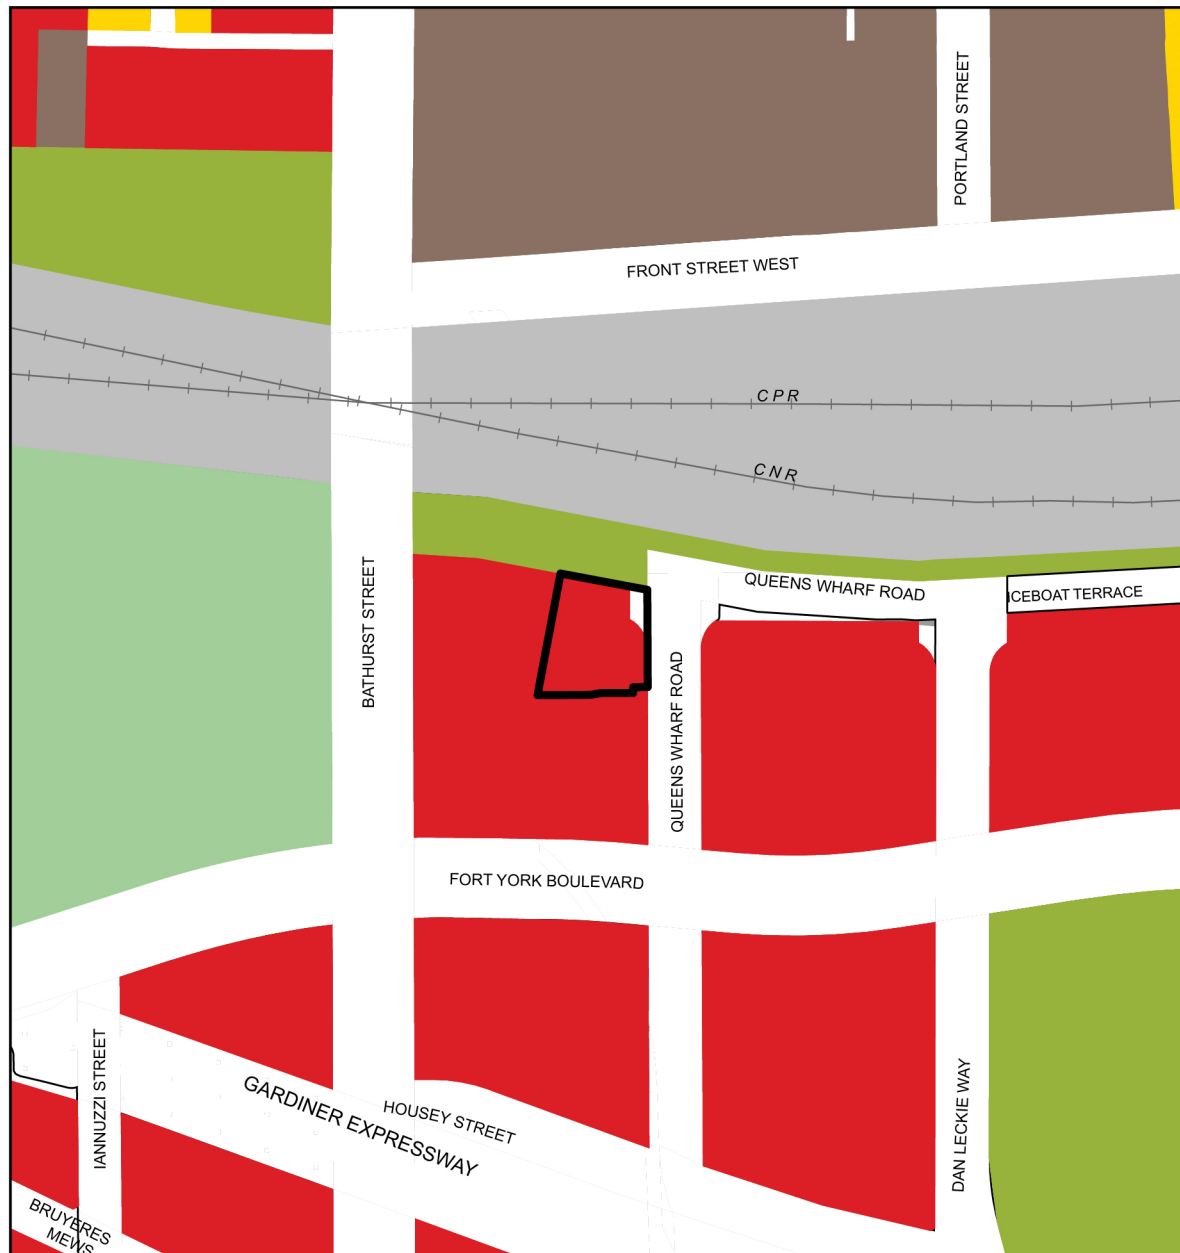 PORTLAND STREET
FRONT STREET WEST
CPR
CNR
BATHURST STREET
QUEENS WHARF ROAD
ICEBOAT TERRACE
QUEENS WHARF ROAD
FORT YORK BOULEVARD
IANNUZZI STREET
GARDINER EXPRESSWAY
HOUSEY STREET
DAN LECKIE WAY
BRUYERES
MEWS